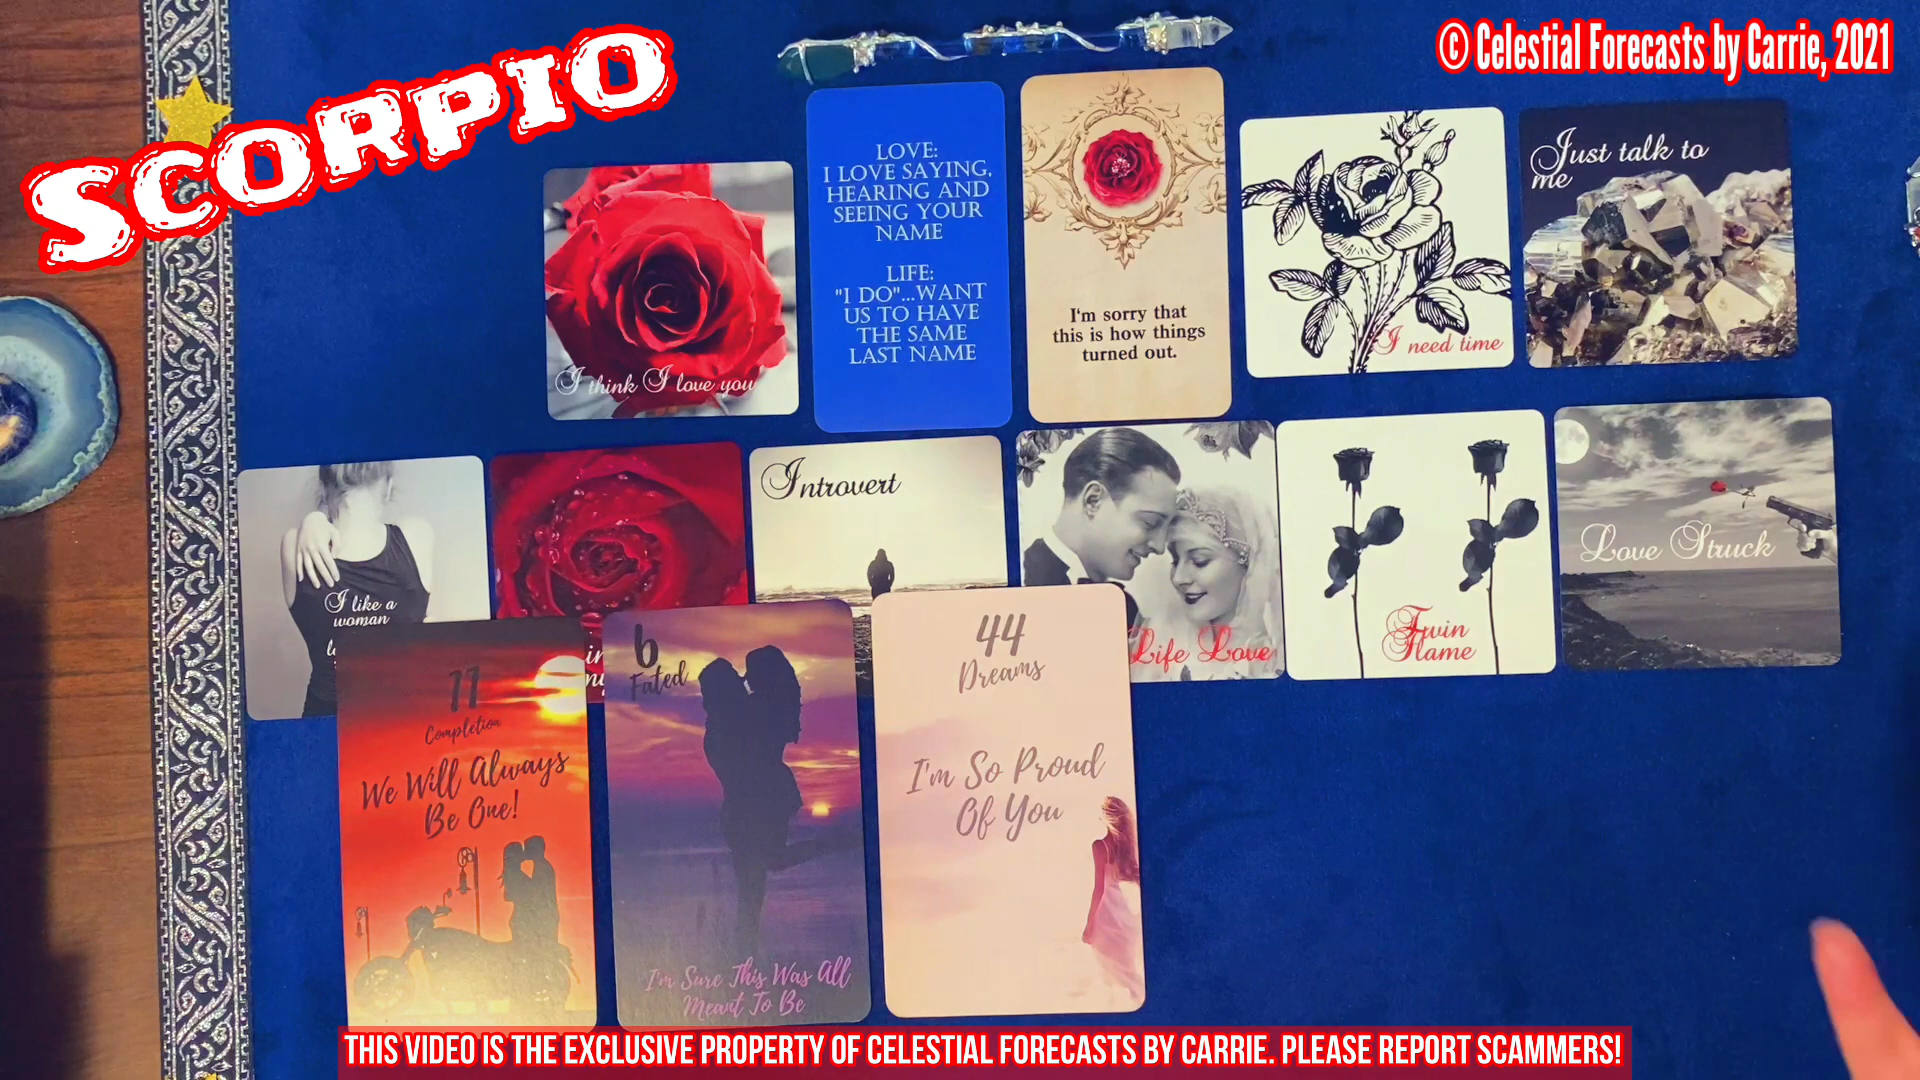 SCORPIO
© Celestial Forecasts by Carrie, 2021
I think I love you
LOVE:
I LOVE SAYING,
HEARING AND
SEEING YOUR
NAME
LIFE:
"I DO"...WANT
US TO HAVE
THE SAME
LAST NAME
I'm sorry that
this is how things
turned out.
I need time
Just talk to
me
I like a
woman
Introvert
Life Love
Twin
Flame
Love Struck
Completion
We Will Always
Be One!
6
Fated
I'm Sure This Was All
Meant To Be
44
Dreams
I'm So Proud
Of You
THIS VIDEO IS THE EXCLUSIVE PROPERTY OF CELESTIAL FORECASTS BY CARRIE. PLEASE REPORT SCAMMERS!